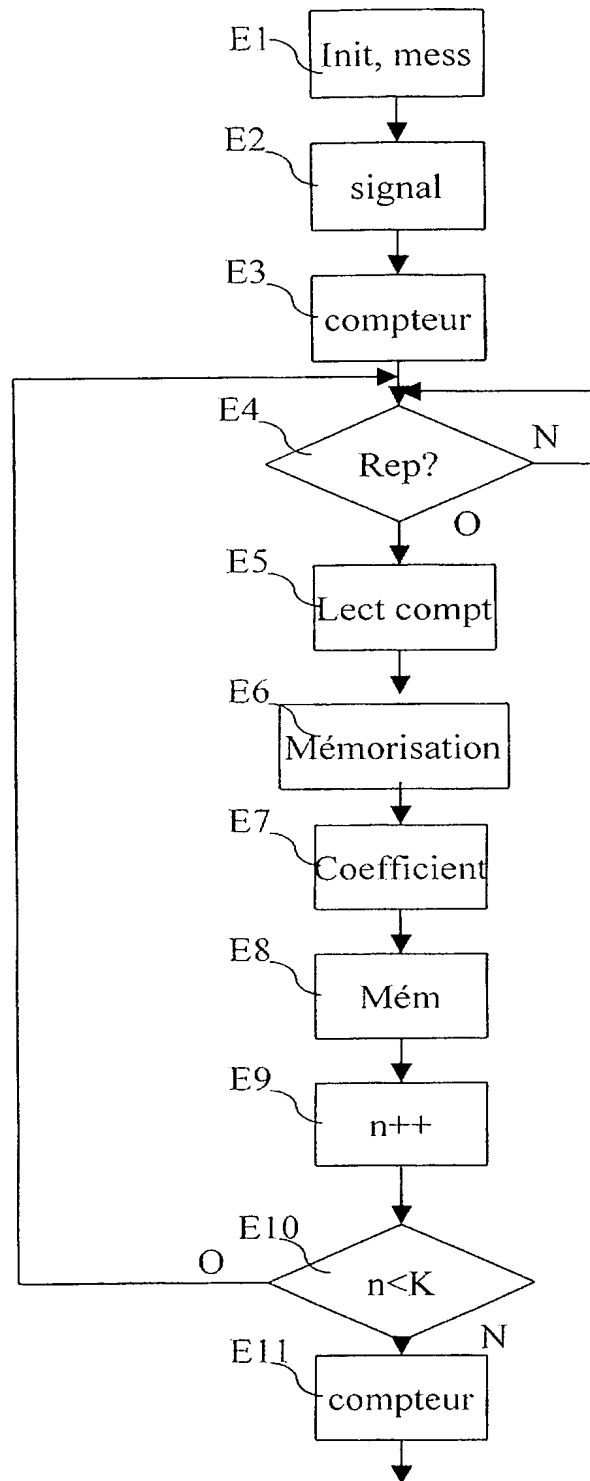 E1
Init, mess
E2
signal
E3
compteur
E4
Rep?
N
O
E5
Lect compt
E6
Mémorisation
E7
Coefficient
E8
Mém
E9
n++
E10
O
n<K
N
E11
compteur